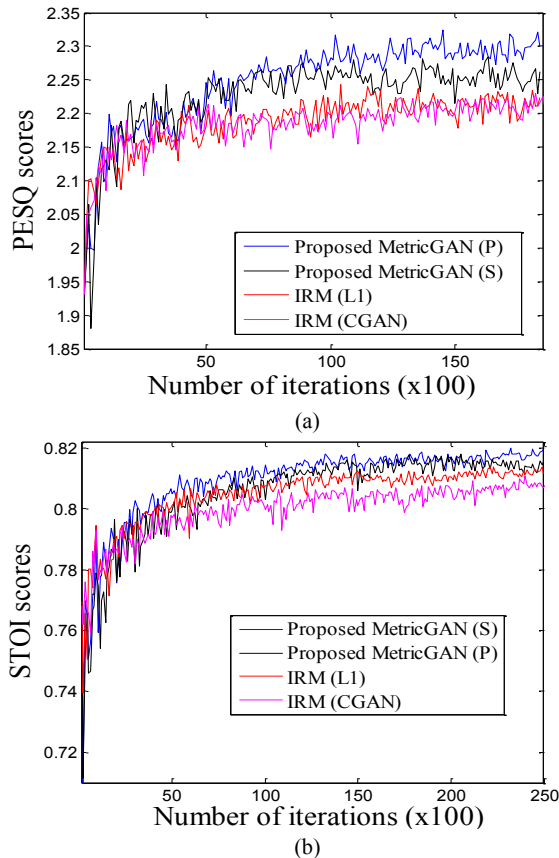 2.35
2.3
2.25
2.2
2.15
2.1
2.05
2
1.95
1.9
1.85
PESQ scores
Proposed MetricGAN (P)
Proposed MetricGAN (S)
IRM (L1)
IRM (CGAN)
50
100
150
Number of iterations (x100)
(a)
0.82
0.8
0.78
0.76
0.74
0.72
STOI scores
Proposed MetricGAN (S)
Proposed MetricGAN (P)
IRM (L1)
IRM (CGAN)
50
100
150
200
250
Number of iterations (x100)
(b)